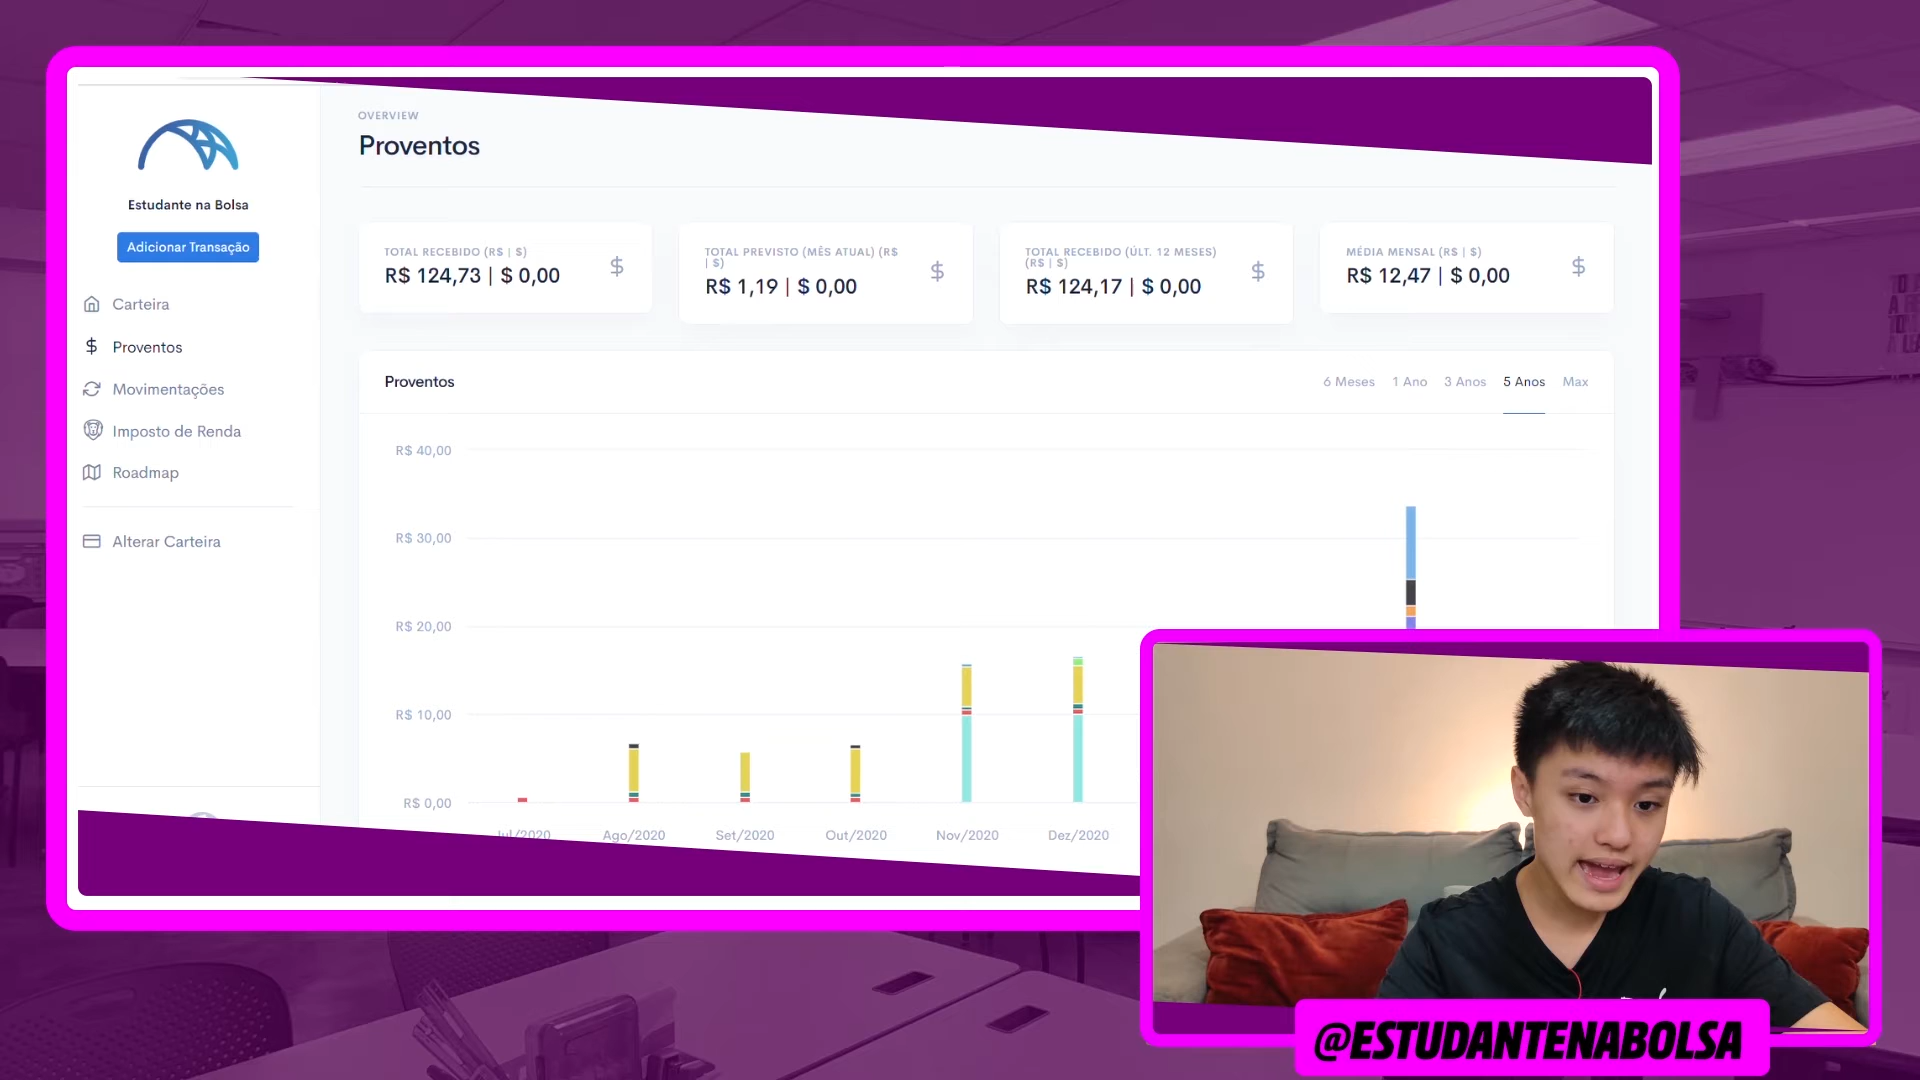 OVERVIEW
Proventos
Estudante na Bolsa
Adicionar Transação
Carteira
Proventos
Movimentações
Imposto de Renda
Roadmap
Alterar Carteira
TOTAL RECEBIDO (R$ | $)
R$ 124,73 | $ 0,00
TOTAL PREVISTO (MÊS ATUAL) (R$
| $)
R$ 1,19 | $ 0,00
TOTAL RECEBIDO (ÚLT. 12 MESES)
(R$ | $)
R$ 124,17 | $ 0,00
MÉDIA MENSAL (R$ | $)
R$ 12,47 | $ 0,00
Proventos
6 Meses 1 Ano 3 Anos 5 Anos Max
R$ 40,00
R$ 30,00
R$ 20,00
R$ 10,00
R$ 0,00
Jul/2020 Ago/2020 Set/2020 Out/2020 Nov/2020 Dez/2020
@ESTUDANTENABOLSA